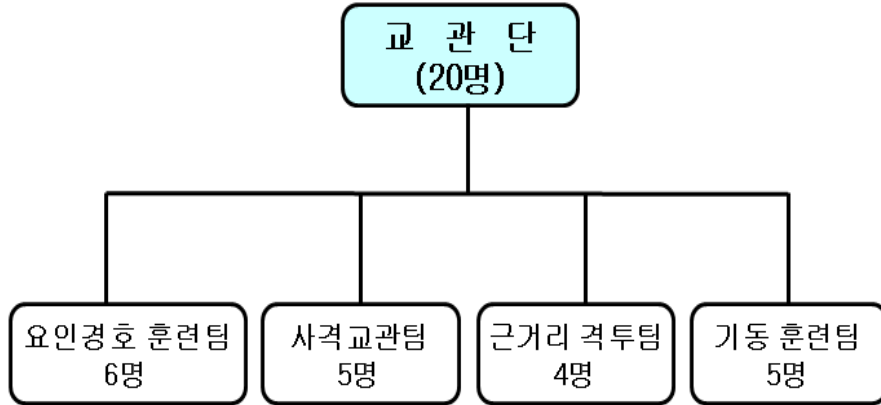 교 관 단
(20명)
요인경호 훈련팀
6명
사격교관팀
5명
근거리 격투팀
4명
기동 훈련팀
5명